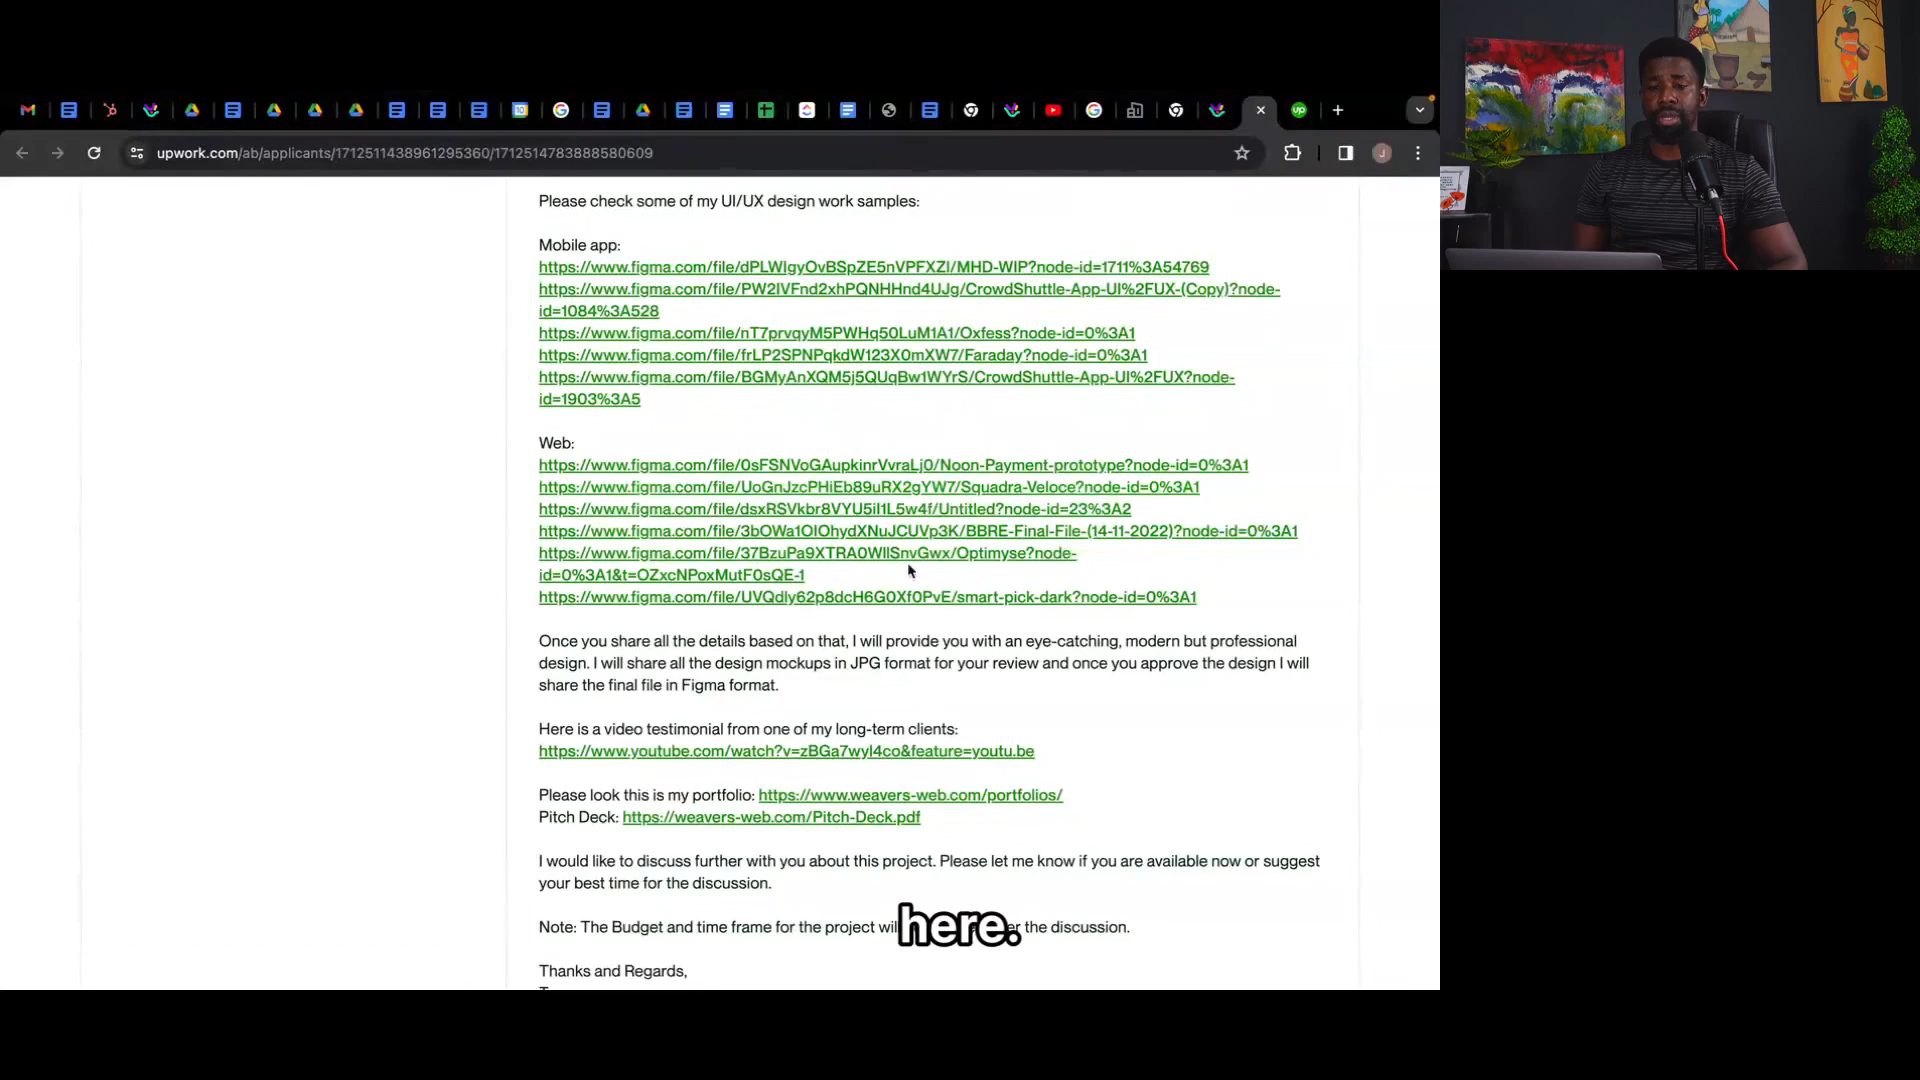 upwork.com/ab/applicants/1712511438961295360/1712514783888580609
Please check some of my UI/UX design work samples:
Mobile app:
https://www.figma.com/file/dPLWIgyOvBSpZE5nVPFXZI/MHD-WIP?node-id=1711%3A54769
https://www.figma.com/file/PW2IVFnd2xhPQNHHnd4UJg/CrowdShuttle-App-UI%2FUX-(Copy)?node-
id=1084%3A528
https://www.figma.com/file/nT7prvqyM5PWHq50LuM1A1/Oxfess?node-id=0%3A1
https://www.figma.com/file/frLP2SPNPqkdW123X0mXW7/Faraday?node-id=0%3A1
https://www.figma.com/file/BGMyAnXQM5j5QUqBw1WYrS/CrowdShuttle-App-UI%2FUX?node-
id=1903%3A5
Web:
https://www.figma.com/file/0sFSNVoGAupkinrVvraLj0/Noon-Payment-prototype?node-id=0%3A1
https://www.figma.com/file/UoGnJzcPHiEb89uRX2gYW7/Squadra-Veloce?node-id=0%3A1
https://www.figma.com/file/dsxRSVkbr8VYU5iI1L5w4f/Untitled?node-id=23%3A2
https://www.figma.com/file/3bOWa1OIOhydXNuJCUVp3K/BBRE-Final-File-(14-11-2022)?node-id=0%3A1
https://www.figma.com/file/37BzuPa9XTRA0WIlSnvGwx/Optimyse?node-
id=0%3A1&t=OZxcNPoxMutF0sQE-1
https://www.figma.com/file/UVQdly62p8dcH6G0Xf0PvE/smart-pick-dark?node-id=0%3A1
Once you share all the details based on that, I will provide you with an eye-catching, modern but professional
design. I will share all the design mockups in JPG format for your review and once you approve the design I will
share the final file in Figma format.
Here is a video testimonial from one of my long-term clients:
https://www.youtube.com/watch?v=zBGa7wyl4co&feature=youtu.be
Please look this is my portfolio: https://www.weavers-web.com/portfolios/
Pitch Deck: https://weavers-web.com/Pitch-Deck.pdf
I would like to discuss further with you about this project. Please let me know if you are available now or suggest
your best time for the discussion.
Note: The Budget and time frame for the project wil the discussion.
here.
Thanks and Regards,